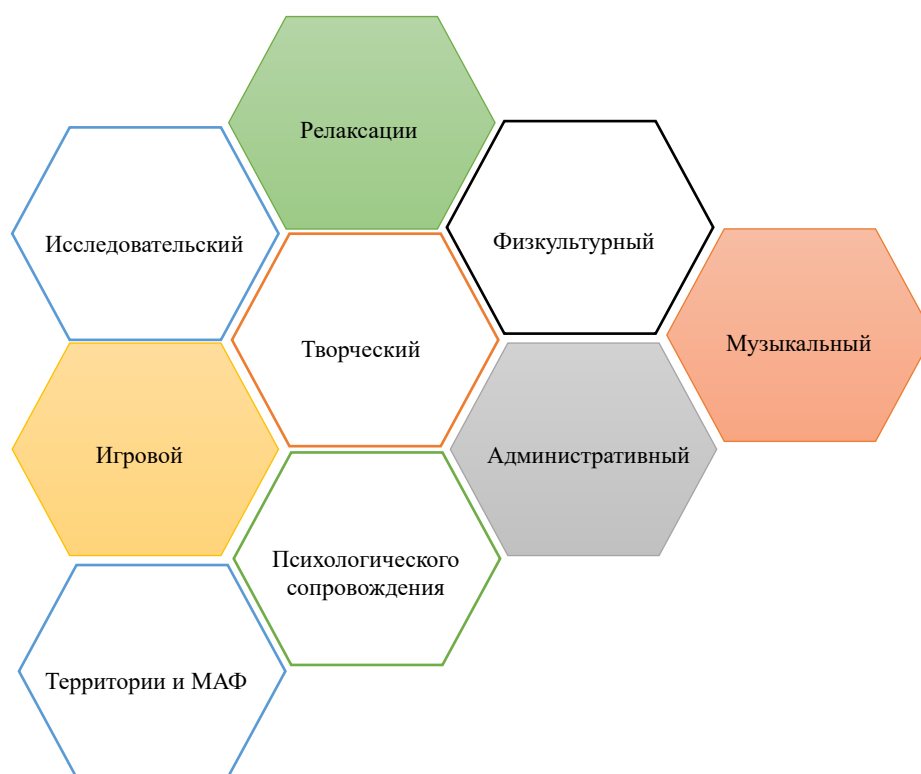 Релаксации
Исследовательский
Физкультурный
Музыкальный
Творческий
Игровой
Административный
Психологического
сопровождения
Территории и МАФ